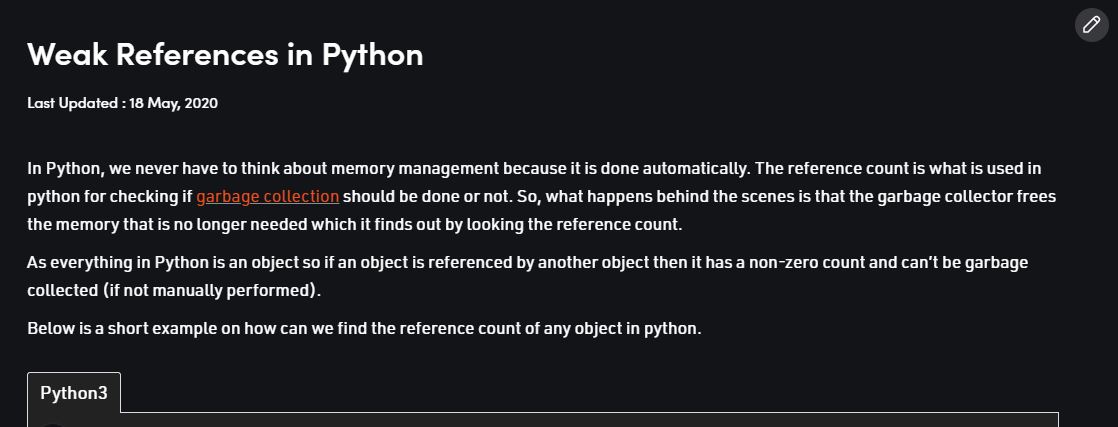 Weak References in Python
Last Updated : 18 May, 2020
In Python, we never have to think about memory management because it is done automatically. The reference count is what is used in
python for checking if garbage collection should be done or not. So, what happens behind the scenes is that the garbage collector frees
the memory that is no longer needed which it finds out by looking the reference count.
As everything in Python is an object so if an object is referenced by another object then it has a non-zero count and can't be garbage
collected (if not manually performed).
Below is a short example on how can we find the reference count of any object in python.
Python3